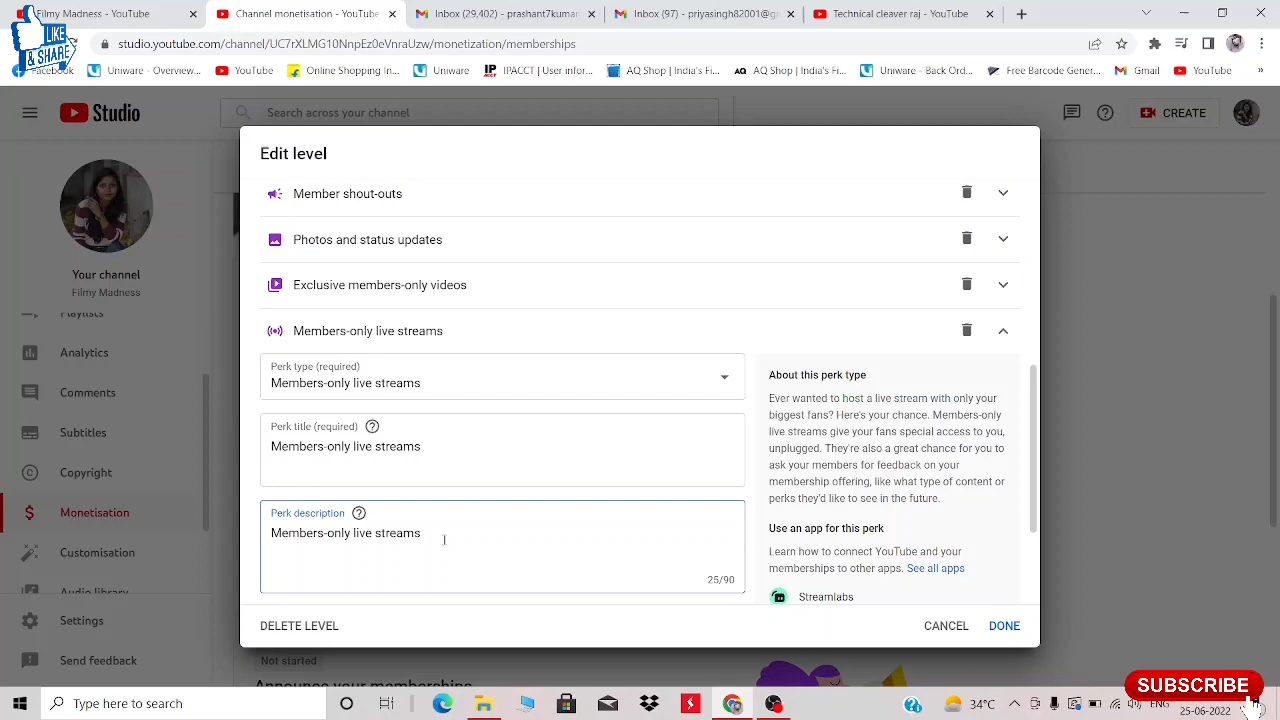 Filmy Madness - YouTube
Channel membership - YouTube
Technical clear rap - YouTube
studio.youtube.com/channel/UC7rXLMG10NnpEz0eVnraUzw/monetization/memberships
LIKE
& SHARE
Facebook
Uniware - Overview...
YouTube
Online Shopping In...
Uniware
IPACCT | User infor...
AQ Shop | India's Fi...
AQ AQ Shop | India's Fi...
Uniware - Back Ord...
Free Barcode Gener...
Gmail
YouTube
»
Studio
Search across your channel
CREATE
Edit level
Member shout-outs
Photos and status updates
Exclusive members-only videos
Members-only live streams
Perk type (required)
Members-only live streams
Perk title (required)
Members-only live streams
Perk description
Members-only live streams
25/90
About this perk type
Ever wanted to host a live stream with only your
biggest fans? Here's your chance. Members-only
live streams give your fans special access to you,
unplugged. They're also a great chance for you to
ask your members for feedback on your
membership offering, like what type of content or
perks they'd like to see in the future.
Use an app for this perk
Learn how to connect YouTube and your
memberships to other apps. See all apps
Streamlabs
DELETE LEVEL
CANCEL
DONE
Your channel
Filmy Madness
Playlists
Analytics
Comments
Subtitles
Copyright
Monetisation
Customisation
Audio library
Settings
Send feedback
Not started
Announce your memberships
SUBSCRIBE
Type here to search
34°C
ENG
25-06-2022